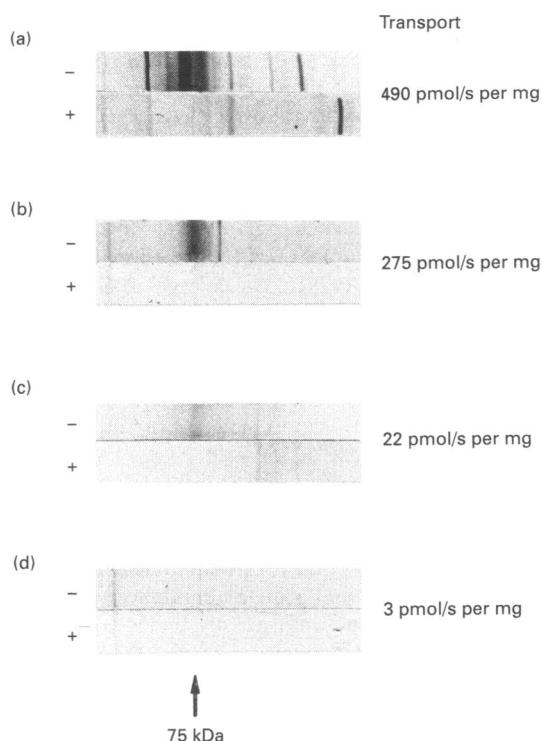 Transport
(a)
−
490 pmol/s per mg
+
(b)
−
275 pmol/s per mg
+
(c)
−
22 pmol/s per mg
+
(d)
−
3 pmol/s per mg
+
75 kDa